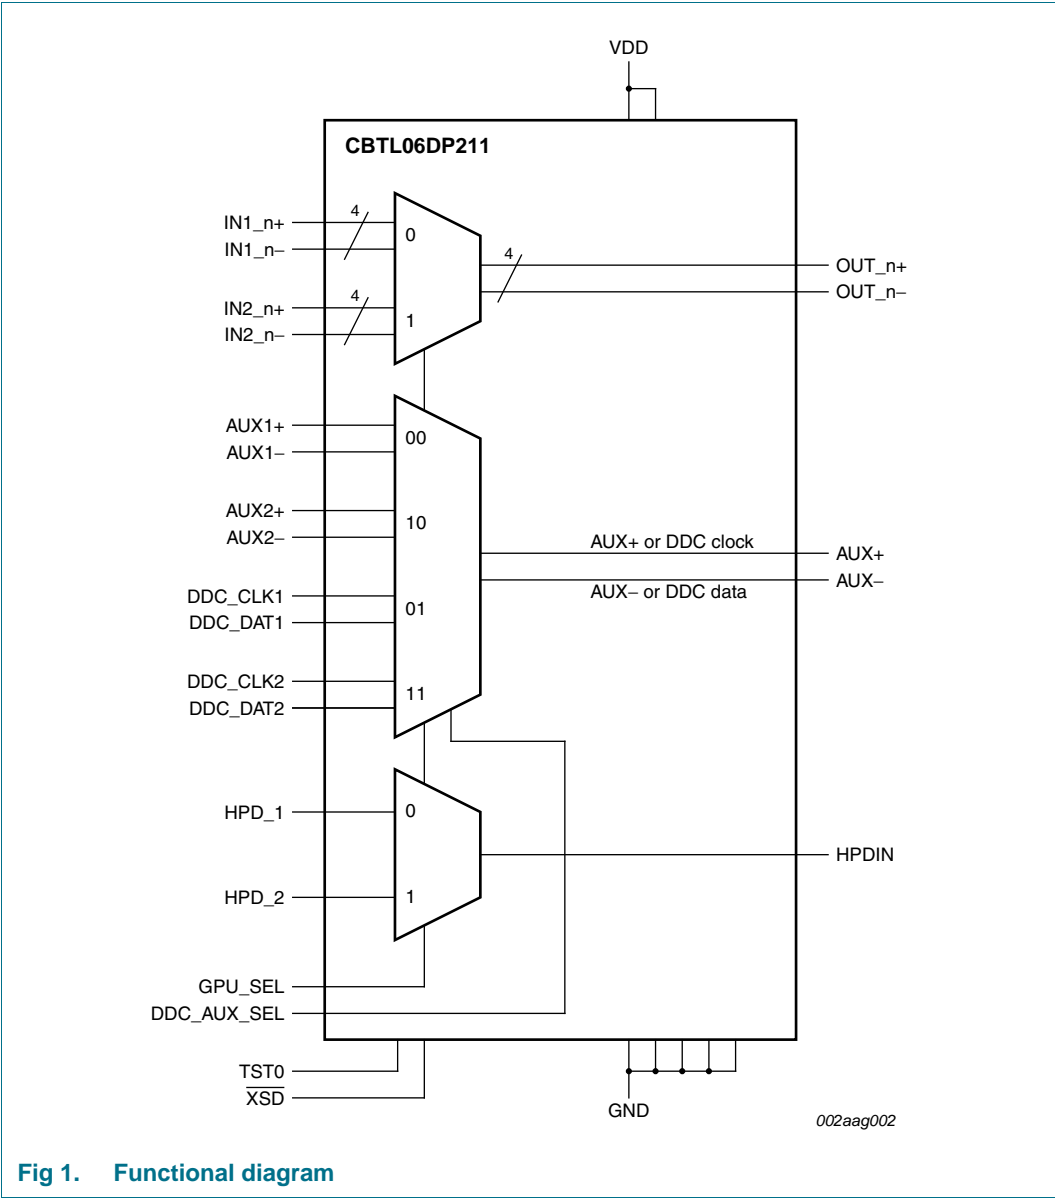 VDD
CBTL06DP211
IN1_n+
4
0
IN1_n−
4
OUT_n+
OUT_n−
IN2_n+
4
1
IN2_n−
AUX1+
00
AUX1−
AUX2+
10
AUX2−
AUX+ or DDC clock
AUX+
AUX−
AUX− or DDC data
DDC_CLK1
01
DDC_DAT1
DDC_CLK2
11
DDC_DAT2
HPD_1
0
HPDIN
HPD_2
1
GPU_SEL
DDC_AUX_SEL
TST0
XSD
GND
002aag002
Fig 1. Functional diagram